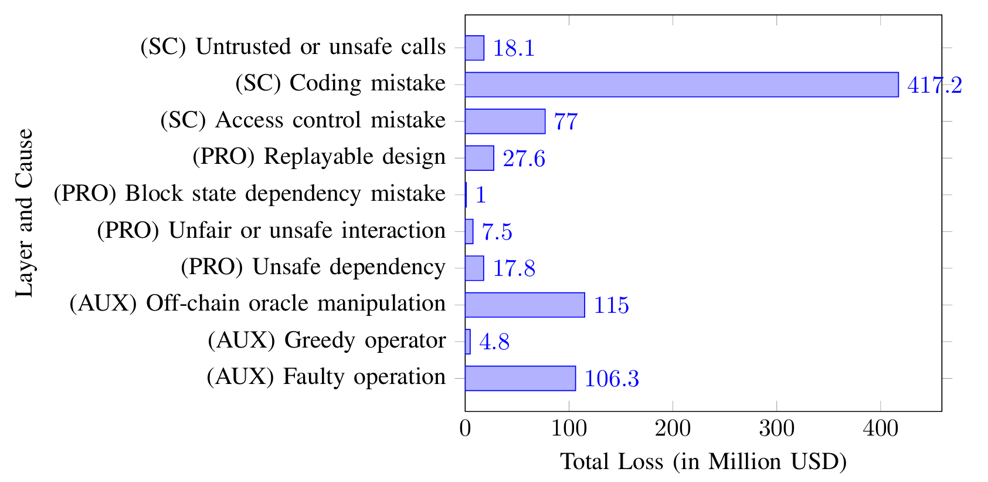 Layer and Cause
(SC) Untrusted or unsafe calls 18.1
(SC) Coding mistake 417.2
(SC) Access control mistake 77
(PRO) Replayable design 27.6
(PRO) Block state dependency mistake 1
(PRO) Unfair or unsafe interaction 7.5
(PRO) Unsafe dependency 17.8
(AUX) Off-chain oracle manipulation 115
(AUX) Greedy operator 4.8
(AUX) Faulty operation 106.3
0 100 200 300 400
Total Loss (in Million USD)